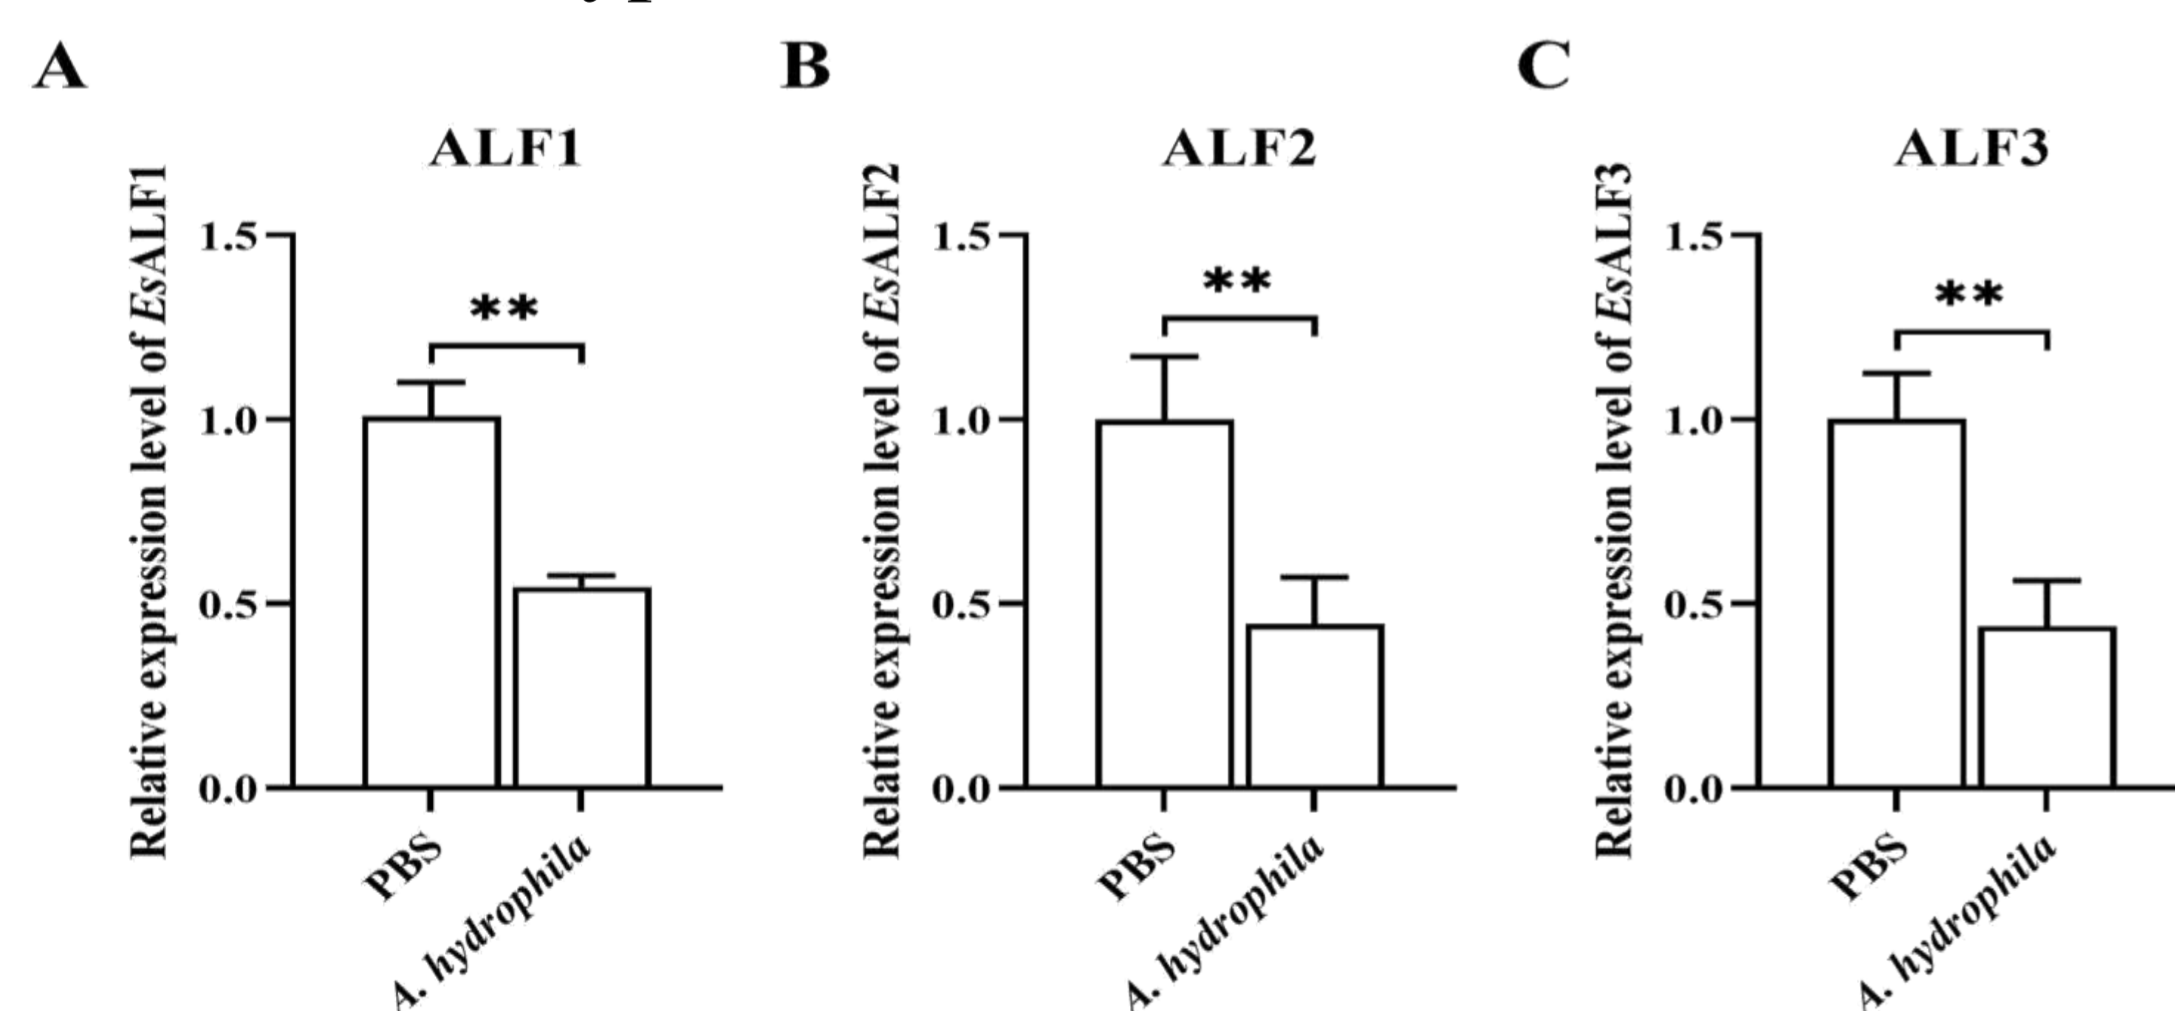 A
B
C
ALF1
ALF2
ALF3
Relative expression level of EsALF1
1.5
1.0
0.5
0.0
**
PBS
A. hydrophila
Relative expression level of EsALF2
1.5
1.0
0.5
0.0
**
PBS
A. hydrophila
Relative expression level of EsALF3
1.5
1.0
0.5
0.0
**
PBS
A. hydrophila